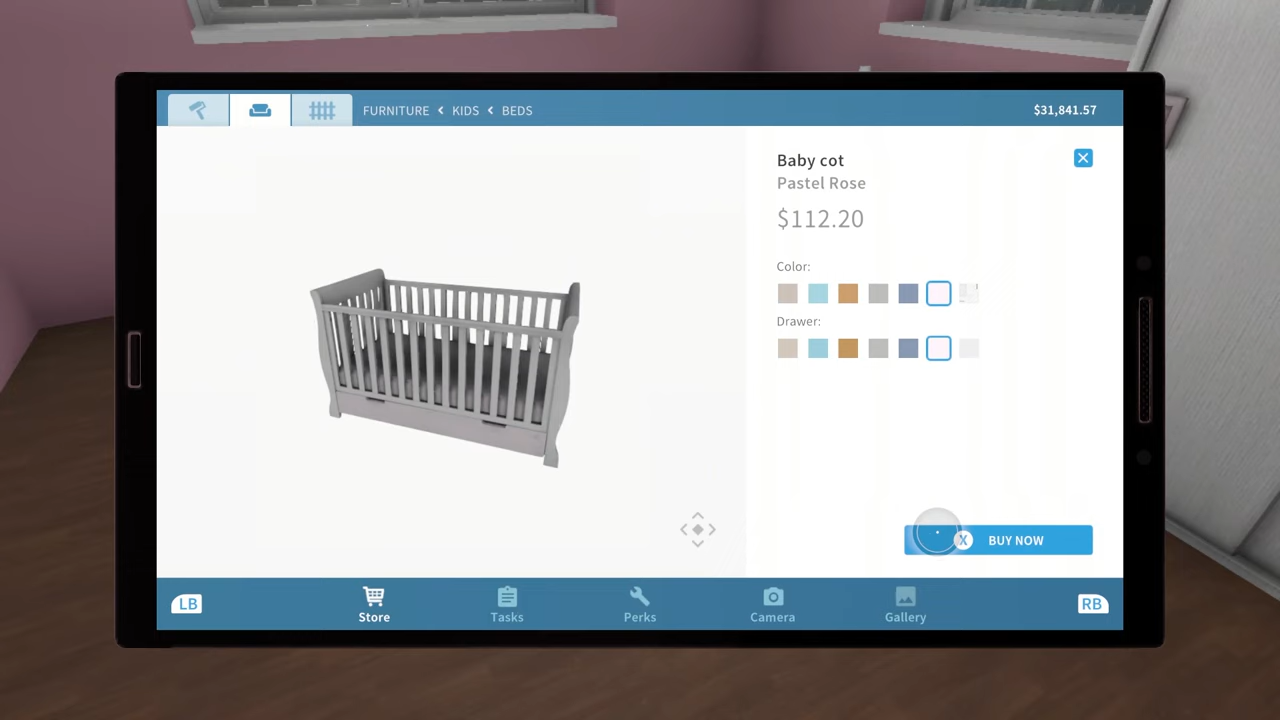 FURNITURE < KIDS < BEDS
$31,841.57
Baby cot
Pastel Rose
$112.20
Color:
Drawer:
X BUY NOW
LB
Store
Tasks
Perks
Camera
Gallery
RB